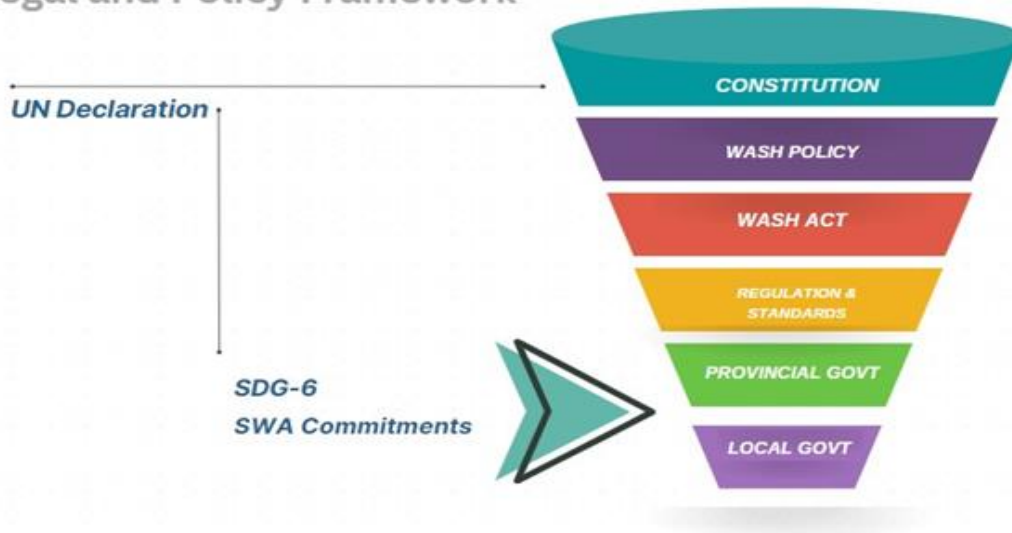 and Policy Framework
UN Declaration
SDG-6
SWA Commitments
CONSTITUTION
WASH POLICY
WASH ACT
REGULATION &
STANDARDS
PROVINCIAL GOVT
LOCAL GOVT